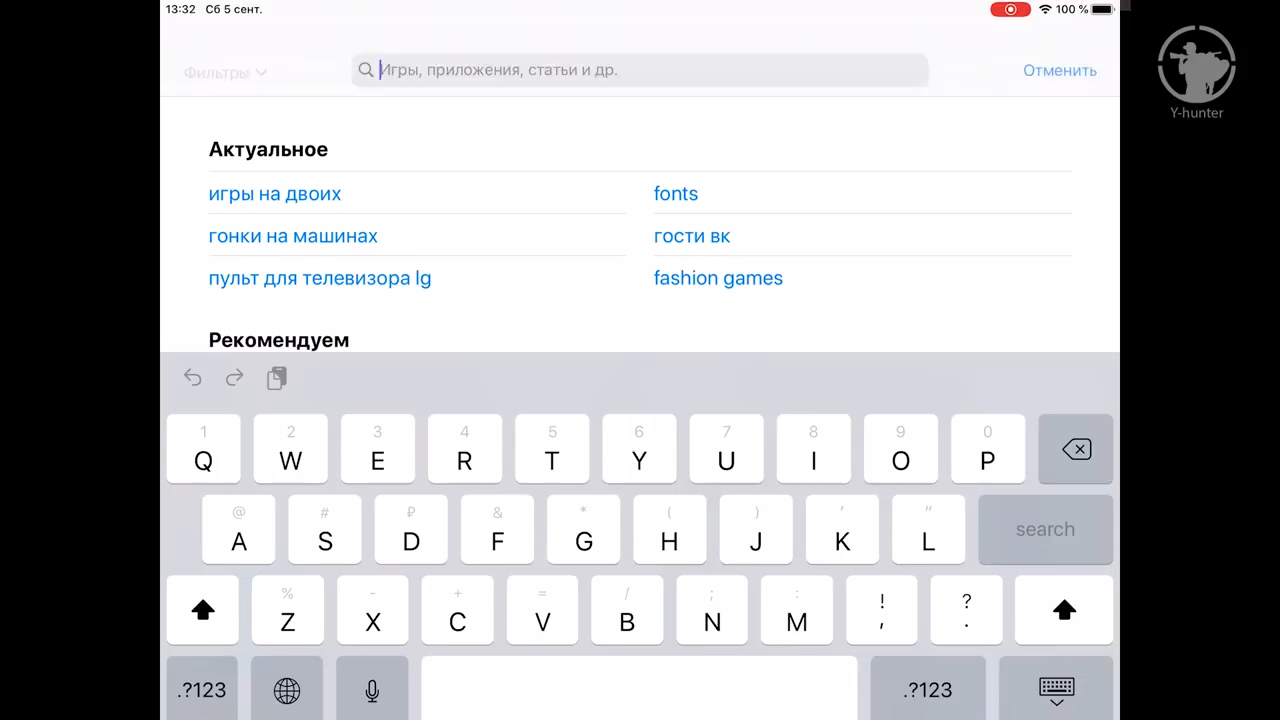 13:32 Сб 5 сент. 100 %
Фильтры Игры, приложения, статьи и др. Отменить
Y-hunter
Актуальное
игры на двоих fonts
гонки на машинах гости вк
пульт для телевизора lg fashion games
Рекомендуем
1 2 3 4 5 6 7 8 9 0
Q W E R T Y U I O P
@ # ₽ & * ( ) ' "
A S D F G H J K L search
% - + = / ; : ! ?
Z X C V B N M , .
.?123 .?123